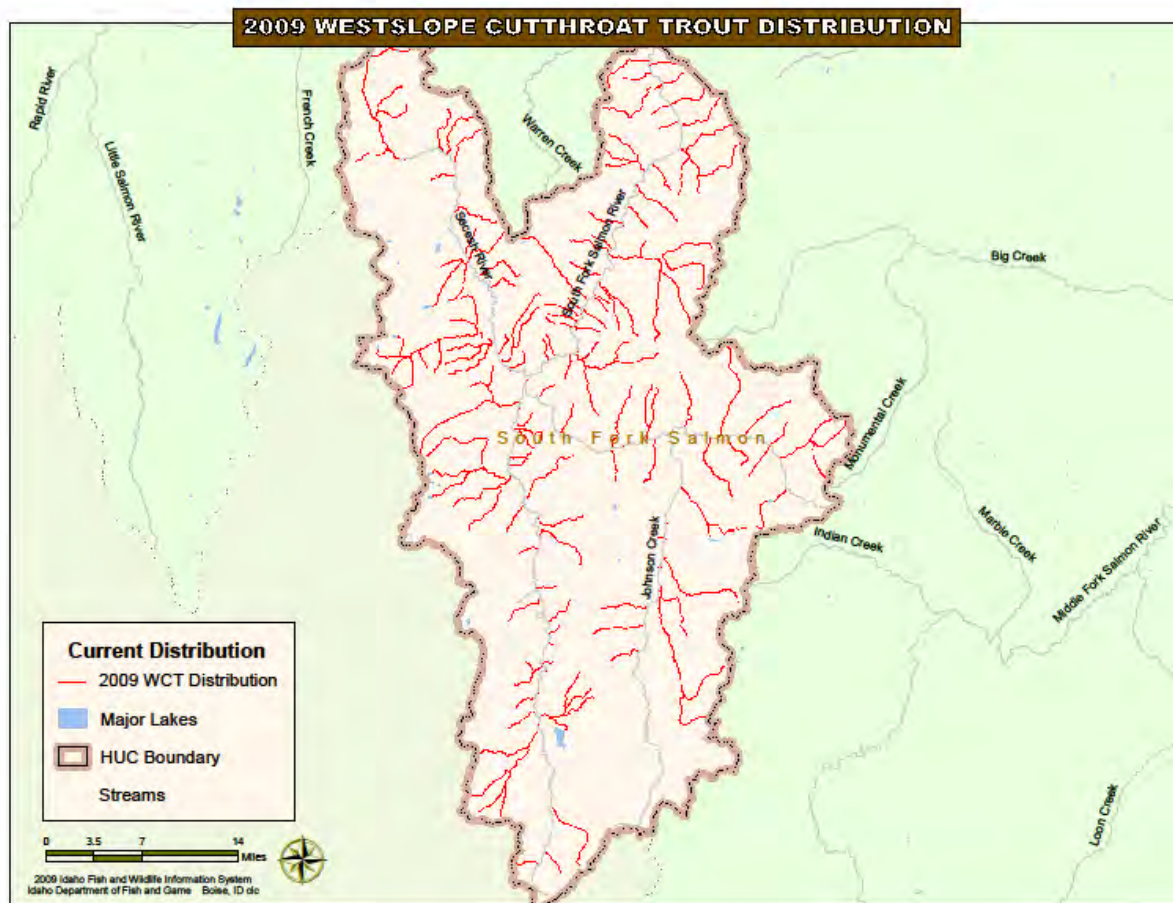 2009 WESTSLOPE CUTTHROAT TROUT DISTRIBUTION
Rapid River
Little Salmon River
French Creek
Warren Creek
Secesh River
South Fork Salmon River
Big Creek
Monumental Creek
South Fork Salmon
Marble Creek
Indian Creek
Middle Fork Salmon River
Johnson Creek
Loon Creek
Current Distribution
2009 WCT Distribution
Major Lakes
HUC Boundary
Streams
0 3.5 7 14
Miles
2009 Idaho Fish and Wildlife Information System
Idaho Department of Fish and Game Boise, ID clc